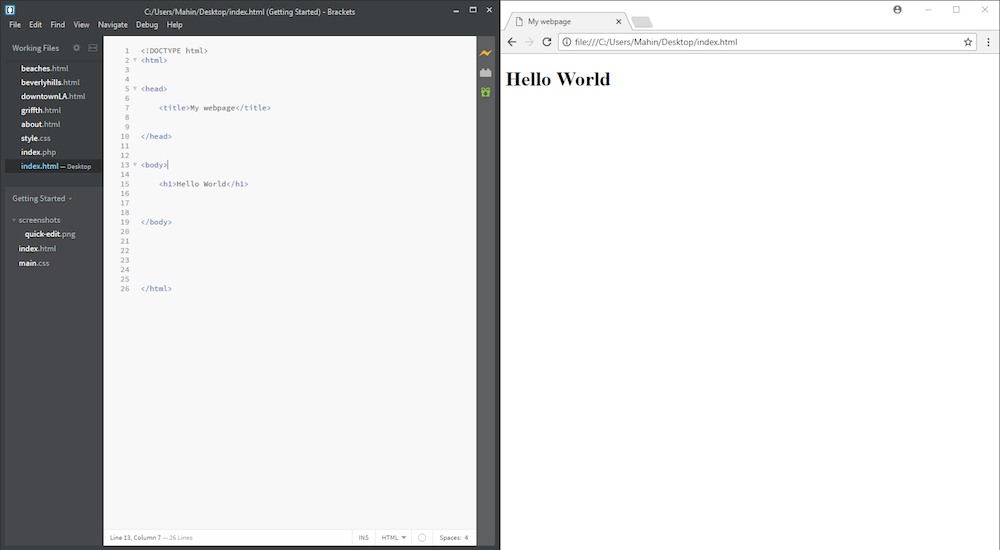 C:/Users/Mahin/Desktop/index.html (Getting Started) - Brackets
File Edit Find View Navigate Debug Help
Working Files
beaches.html
beverlyhills.html
downtownLA.html
griffth.html
about.html
style.css
index.php
index.html — Desktop
Getting Started
screenshots
quick-edit.png
index.html
main.css
1 <!DOCTYPE html>
2 <html>
3
4
5 <head>
6
7 <title>My webpage</title>
8
9
10 </head>
11
12
13 <body>
14
15 <h1>Hello World</h1>
16
17
18
19 </body>
20
21
22
23
24
25
26 </html>
Line 13, Column 7 — 26 Lines
INS
HTML
Spaces: 4
My webpage
file:///C:/Users/Mahin/Desktop/index.html
Hello World